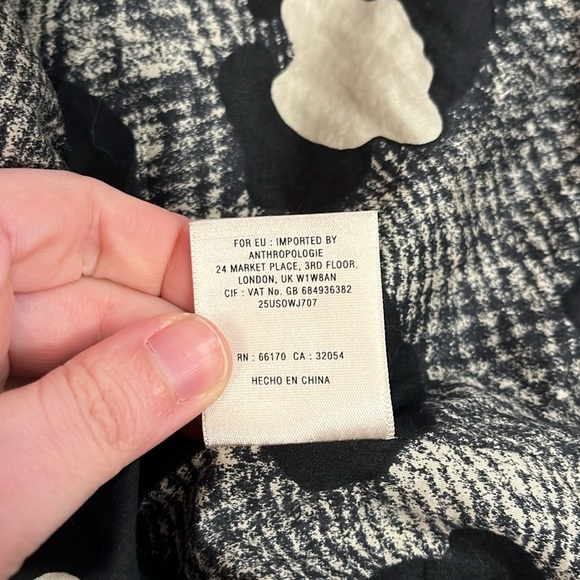 FOR EU : IMPORTED BY
ANTHROPOLOGIE
24 MARKET PLACE, 3RD FLOOR,
LONDON, UK W1W8AN
CIF : VAT No. GB 684936382
25USOWJ707
RN : 66170 CA : 32054
HECHO EN CHINA